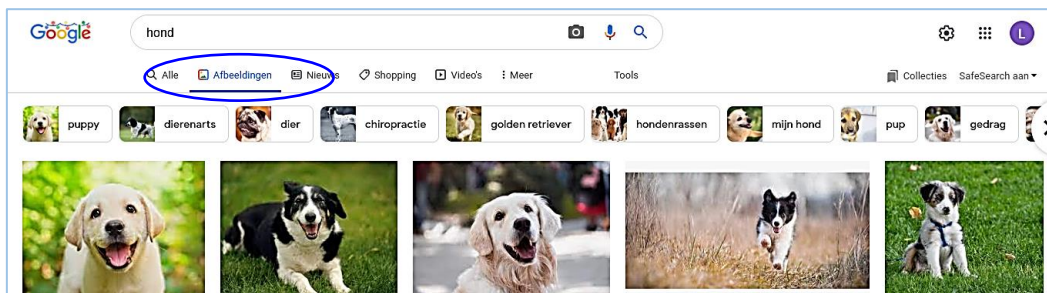 Google hond L
Alle Afbeeldingen Nieuws Shopping Video's Meer Tools Collecties SafeSearch aan
puppy dierenarts dier chiropractie golden retriever hondenrassen mijn hond pup gedrag